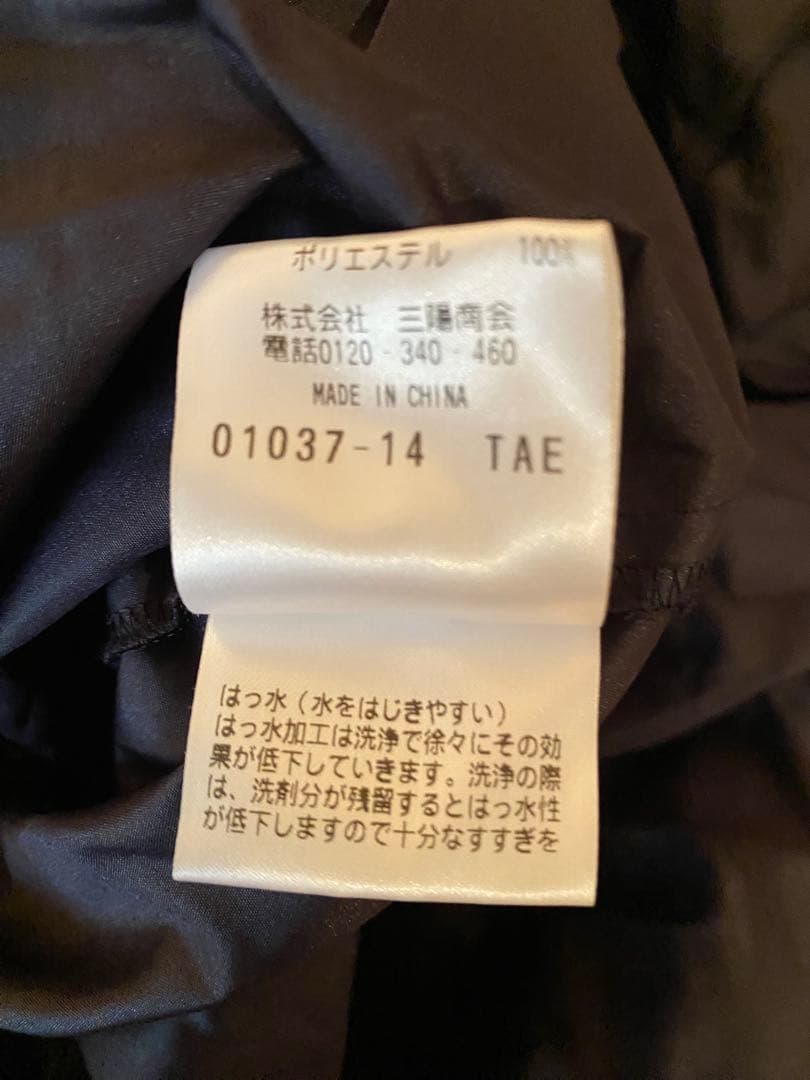 ポリエステル 100%
株式会社 三陽商会
電話0120-340-460
MADE IN CHINA
01037-14 TAE
はっ水（水をはじきやすい）
はっ水加工は洗浄で徐々にその効
果が低下していきます。洗浄の際
は、洗剤分が残留するとはっ水性
が低下しますので十分なすすぎを